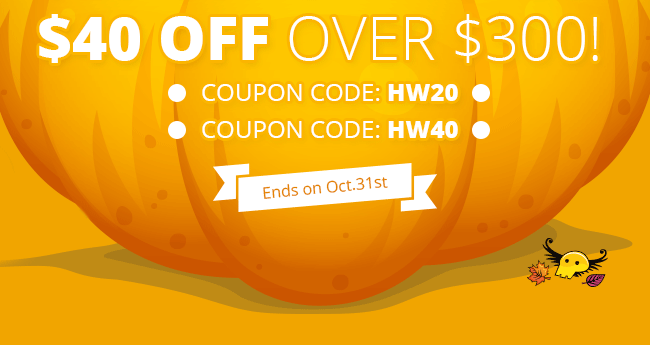 $40 OFF OVER $300!
COUPON CODE: HW20
COUPON CODE: HW40
Ends on Oct.31st